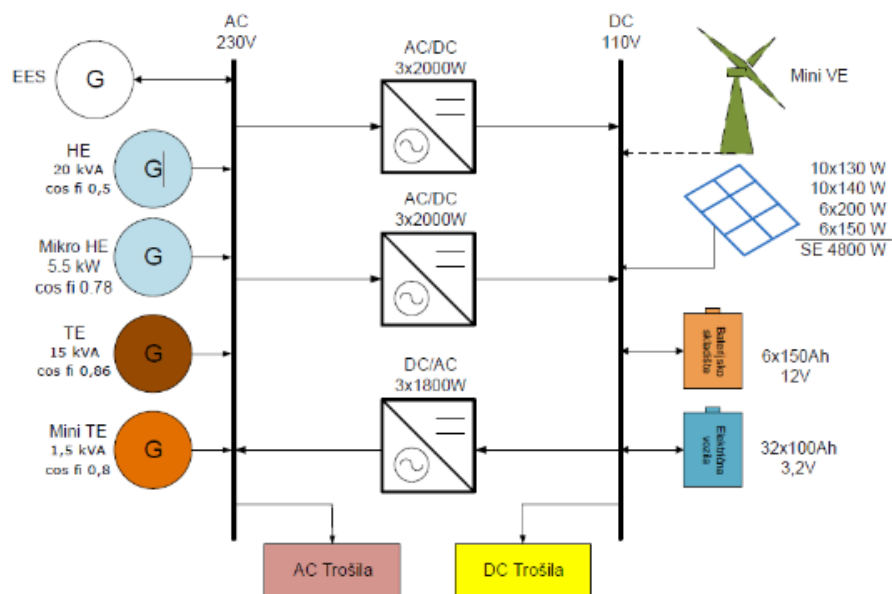 AC
230V
EES
G
HE
20 kVA
cos fi 0,5
G
Mikro HE
5.5 kW
cos fi 0.78
G
TE
15 kVA
cos fi 0,86
G
Mini TE
1,5 kVA
cos fi 0,8
G
AC/DC
3x2000W
AC/DC
3x2000W
DC/AC
3x1800W
DC
110V
Mini VE
10x130 W
10x140 W
6x200 W
6x150 W
SE 4800 W
Baterijsko
skladište
6x150Ah
12V
Električna
vozila
32x100Ah
3,2V
AC Trošila
DC Trošila